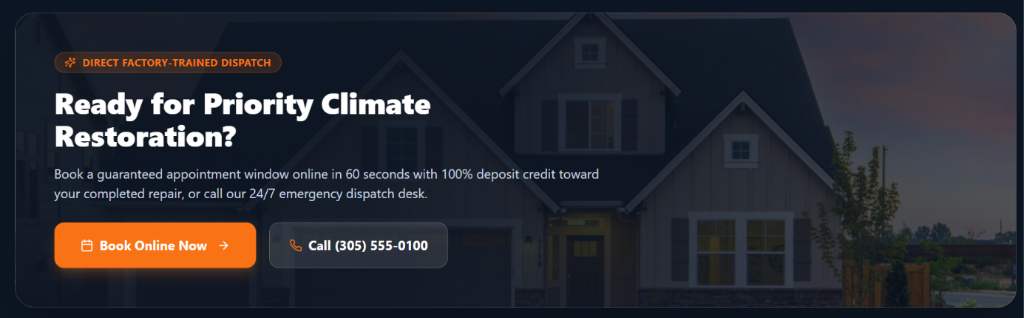 DIRECT FACTORY-TRAINED DISPATCH
Ready for Priority Climate
Restoration?
Book a guaranteed appointment window online in 60 seconds with 100% deposit credit toward
your completed repair, or call our 24/7 emergency dispatch desk.
Book Online Now
Call (305) 555-0100